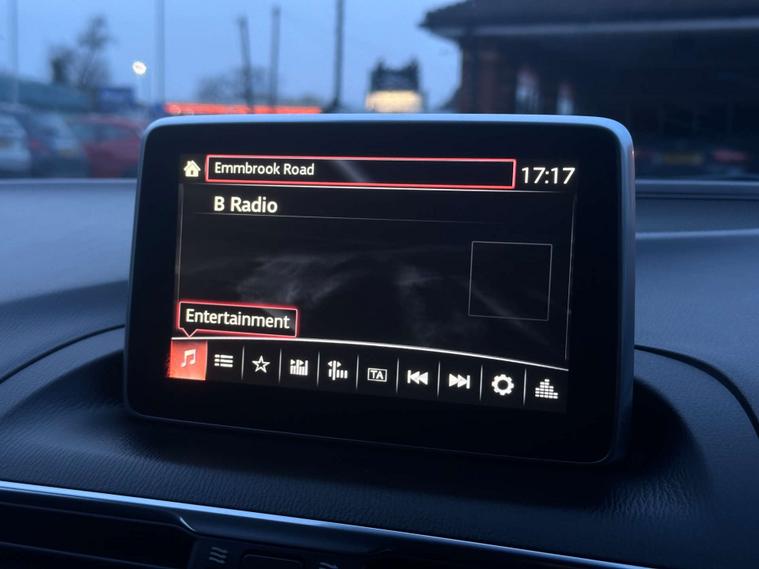 Emmbrook Road
17:17
B Radio
Entertainment
TA